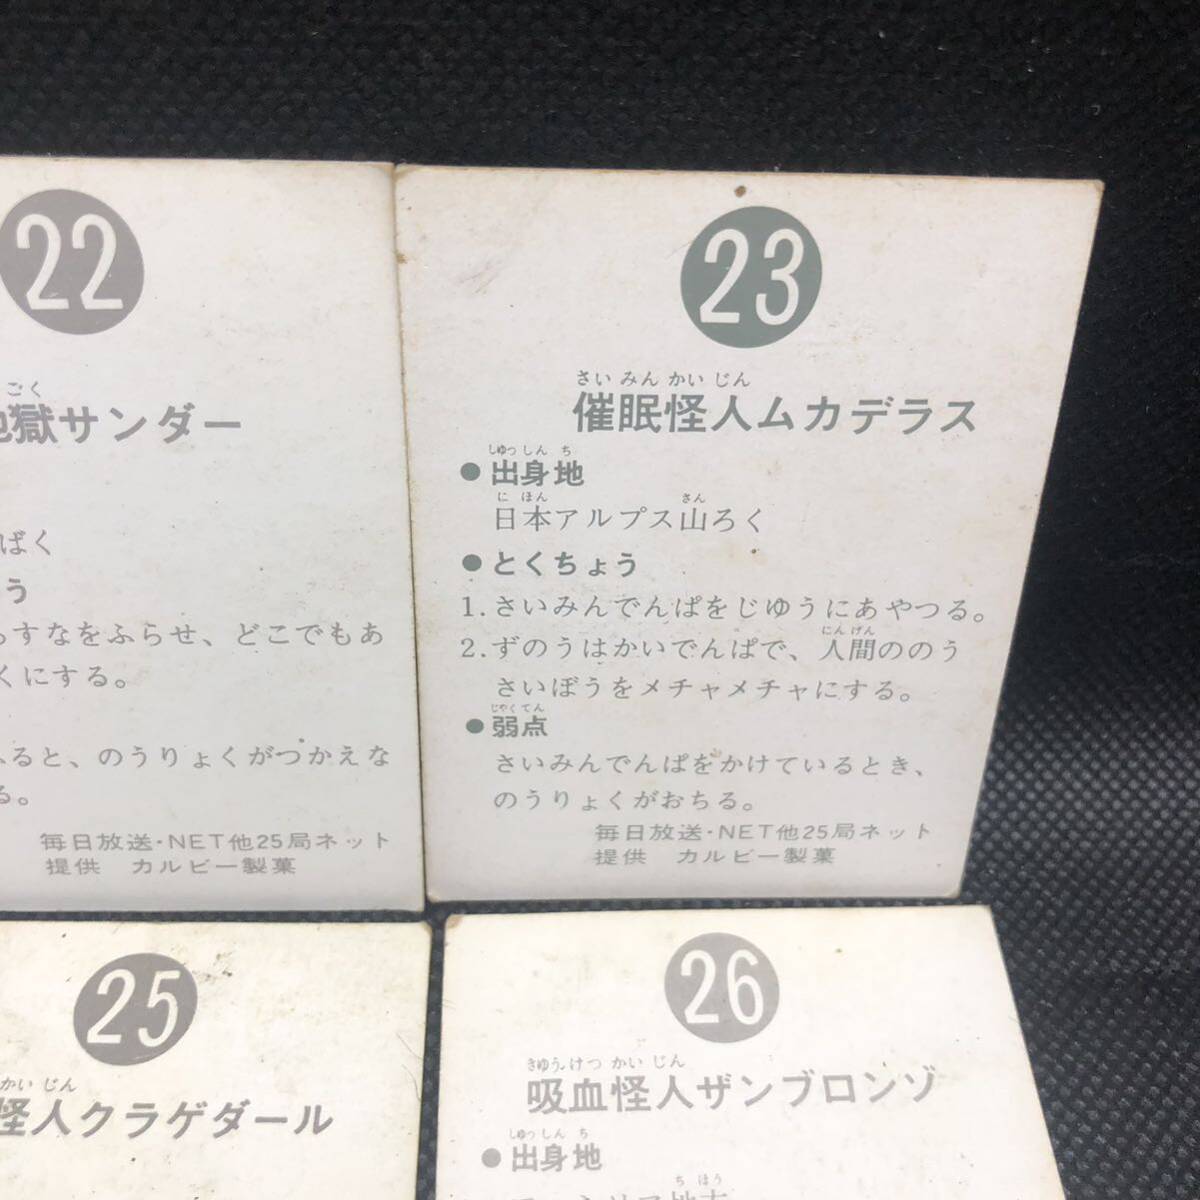 22
ごく
地獄サンダー
ばく
う
らすなをふらせ、どこでもあ
くにする。
ふると、のうりょくがつかえな
る。
毎日放送・NET他25局ネット
提供 カルビー製菓
23
さい みん かい じん
催眠怪人ムカデラス
しゅっ しん ち
●出身地
に ほん さん
日本アルプス山ろく
●とくちょう
1.さいみんでんぱをじゆうにあやつる。
にん げん
2.ずのうはかいでんぱで、人間ののう
さいぼうをメチャメチャにする。
じゃく てん
●弱点
さいみんでんぱをかけているとき、
のうりょくがおちる。
毎日放送・NET他25局ネット
提供 カルビー製菓
25
かい じん
怪人クラゲダール
26
きゅう けつ かい じん
吸血怪人ザンブロンゾ
しゅっ しん ち
●出身地
ち ほう
地方